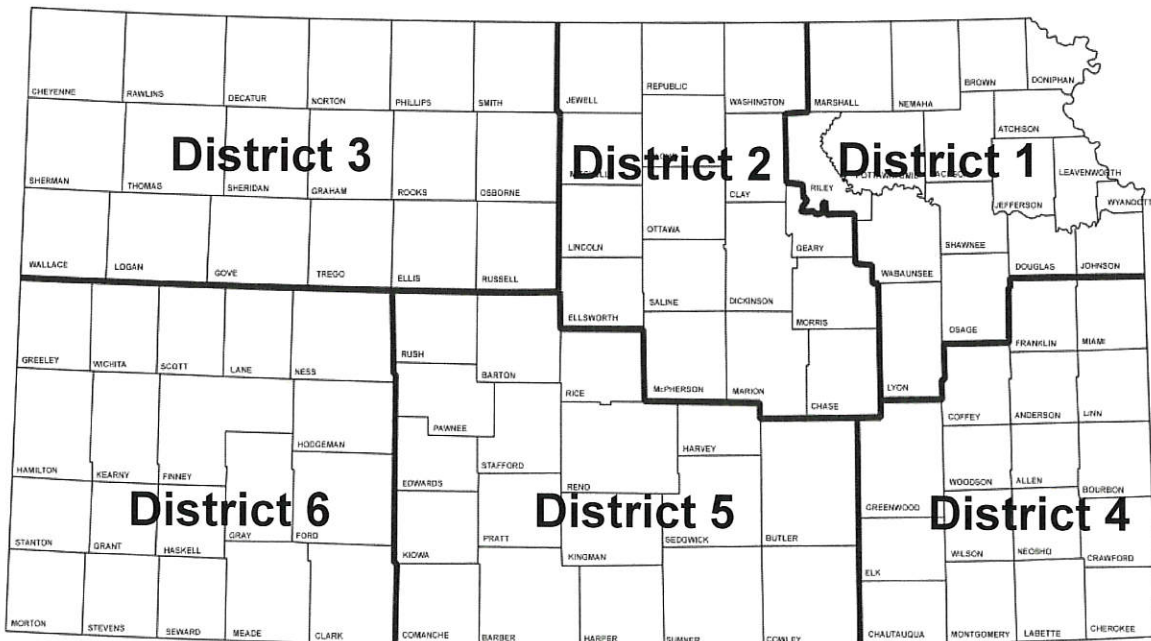 CHEYENNE RAWLINS DECATUR NORTON PHILLIPS SMITH JEWELL REPUBLIC WASHINGTON MARSHALL NEMAHA BROWN DONIPHAN
District 3 District 2 District 1
ATCHISON
SHERMAN THOMAS SHERIDAN GRAHAM ROOKS OSBORNE CLAY RILEY JEFFERSON LEAVENWORTH WYANDOTT
WALLACE LOGAN GOVE TREGO ELLIS RUSSELL LINCOLN OTTAWA GEARY WABAUNSEE SHAWNEE DOUGLAS JOHNSON
ELLSWORTH SALINE DICKINSON MORRIS OSAGE FRANKLIN MIAMI
GREELEY WICHITA SCOTT LANE NESS RUSH BARTON RICE McPHERSON MARION CHASE LYON
COFFEY ANDERSON LINN
PAWNEE HARVEY
HAMILTON KEARNY FINNEY HODGEMAN EDWARDS STAFFORD RENO GREENWOOD WOODSON ALLEN BOURBON
District 6 District 5 District 4
STANTON GRANT HASKELL GRAY FORD KIOWA PRATT KINGMAN SEDGWICK BUTLER ELK WILSON NEOSHO CRAWFORD
MORTON STEVENS SEWARD MEADE CLARK COMANCHE BARBER HARPER SUMNER COWLEY CHAUTAUQUA MONTGOMERY LABETTE CHEROKEE